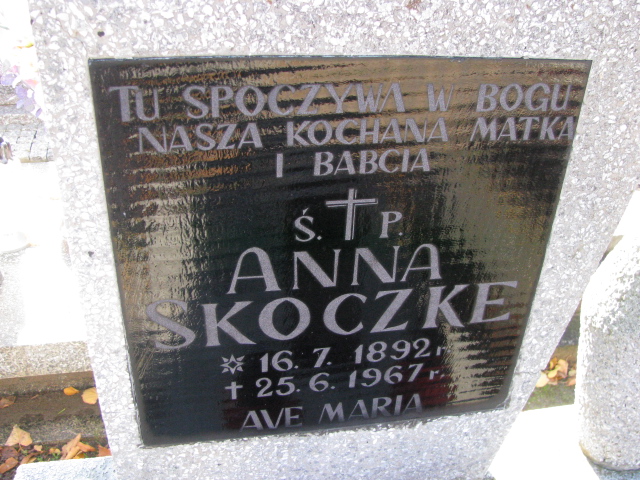 TU SPOCZYWA W BOGU
NASZA KOCHANA MATKA
I BABCIA
Ś. P.
ANNA
SKOCZKE
16. 7. 1892 r.
25. 6. 1967 r.
AVE MARIA